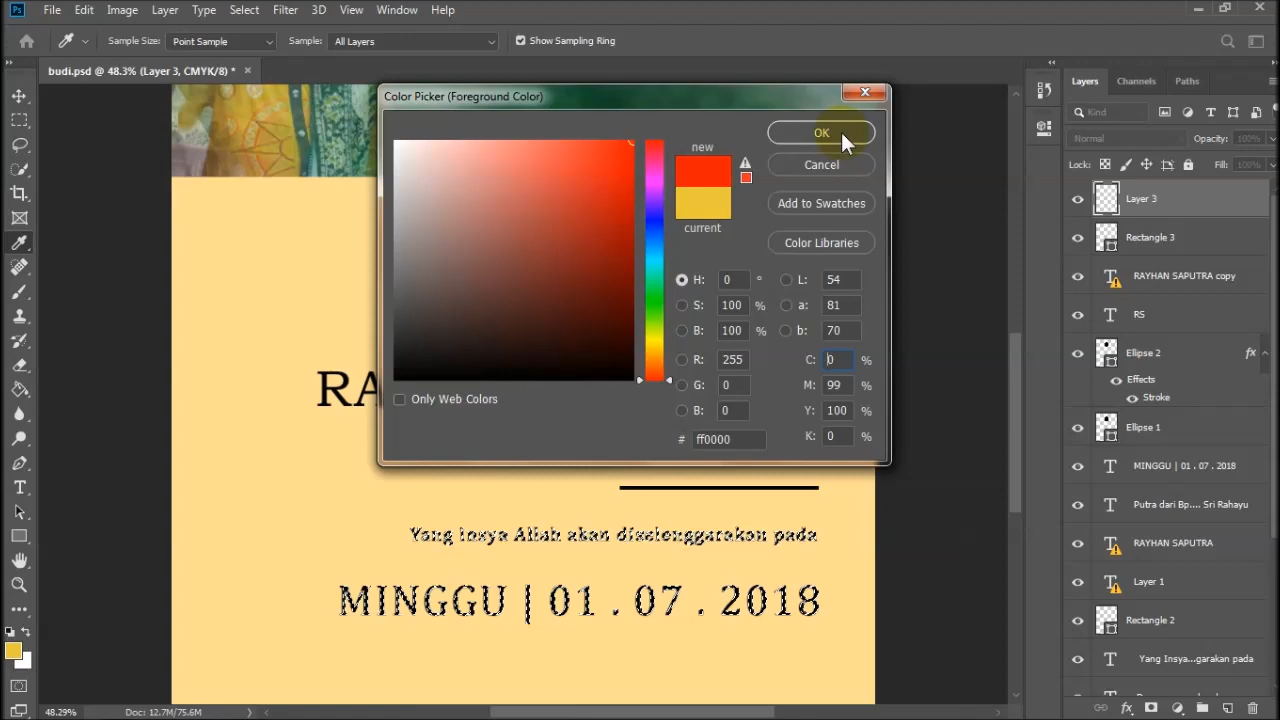 Ps File Edit Image Layer Type Select Filter 3D View Window Help
Sample Size: Point Sample Sample: All Layers Show Sampling Ring
budi.psd @ 48.3% (Layer 3, CMYK/8) *
Color Picker (Foreground Color)
new
current
OK
Cancel
Add to Swatches
Color Libraries
H: 0 °
S: 100 %
B: 100 %
R: 255
G: 0
B: 0
# ff0000
L: 54
a: 81
b: 70
C: 0 %
M: 99 %
Y: 100 %
K: 0 %
Only Web Colors
RA
Yang Insya Allah akan diselenggarakan pada
MINGGU | 01 . 07 . 2018
Layers Channels Paths
Kind
Normal Opacity: 100%
Lock: Fill: 100%
Layer 3
Rectangle 3
RAYHAN SAPUTRA copy
RS
Ellipse 2 fx
Effects
Stroke
Ellipse 1
MINGGU | 01 . 07 . 2018
Putra dari Bp.... Sri Rahayu
RAYHAN SAPUTRA
Layer 1
Rectangle 2
Yang Insya...garakan pada
48.29% Doc: 12.7M/75.6M